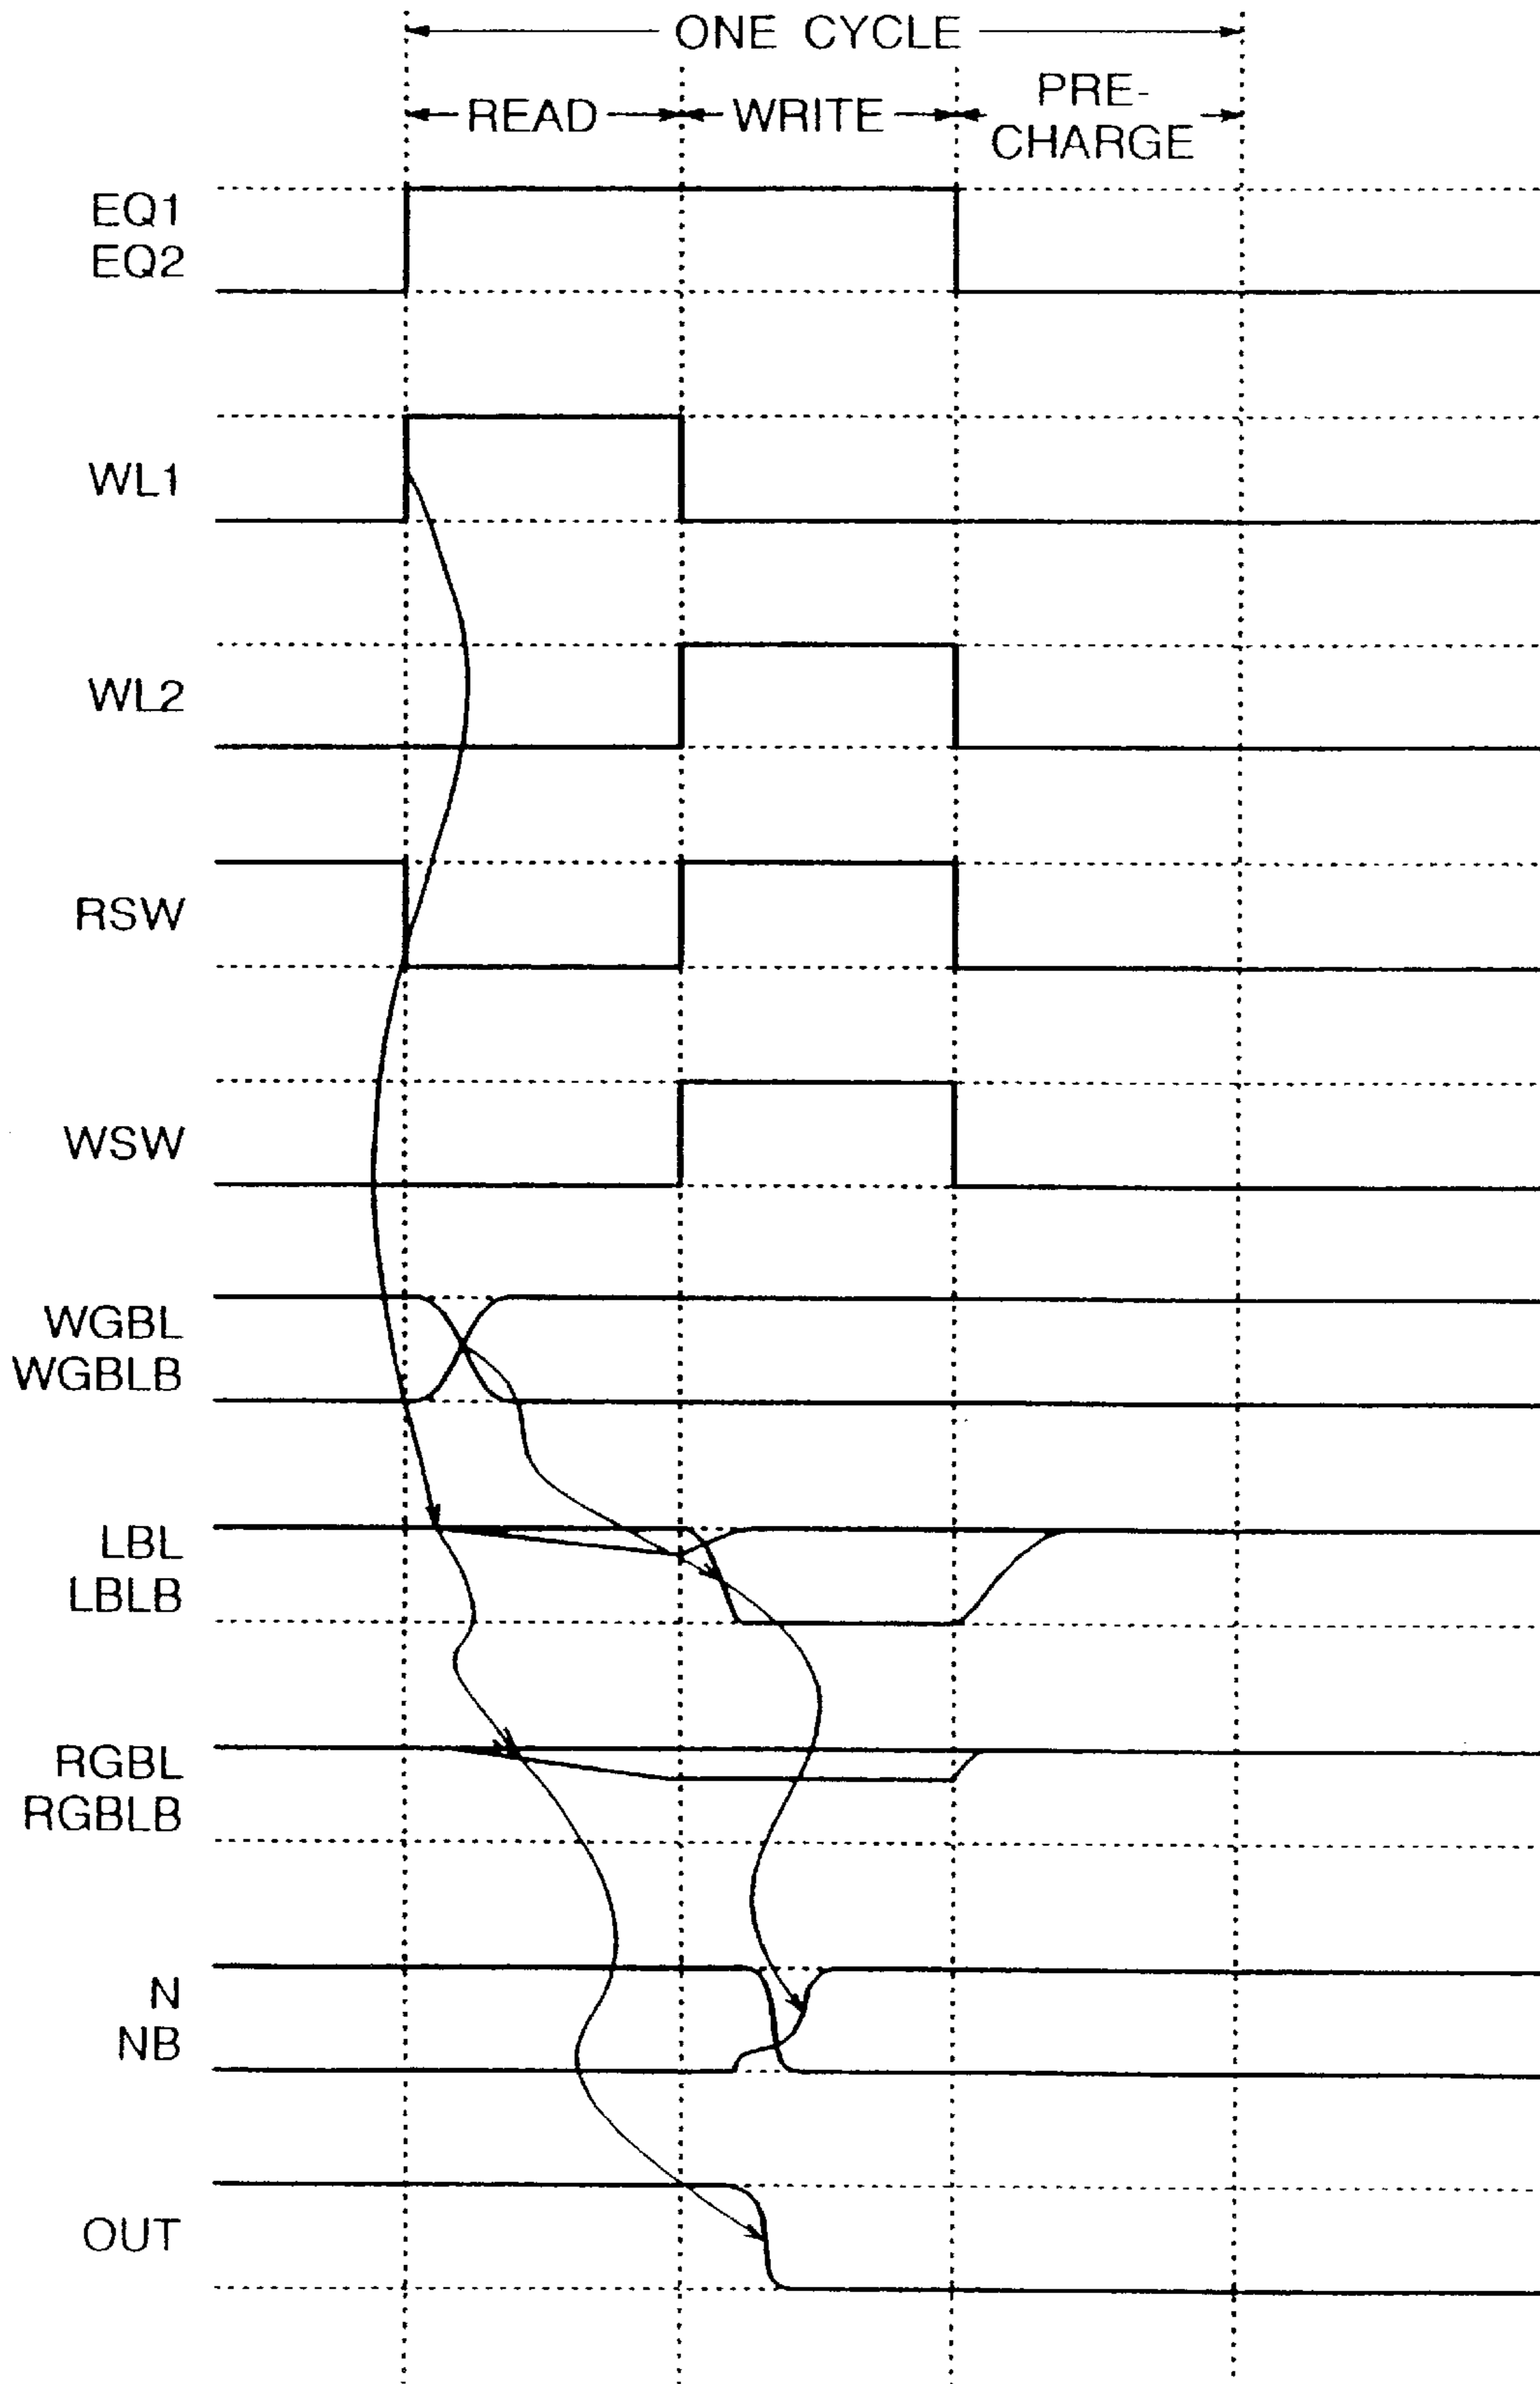 ONE CYCLE
READ
WRITE
PRE-
CHARGE
EQ1
EQ2
WL1
WL2
RSW
WSW
WGBL
WGBLB
LBL
LBLB
RGBL
RGBLB
N
NB
OUT